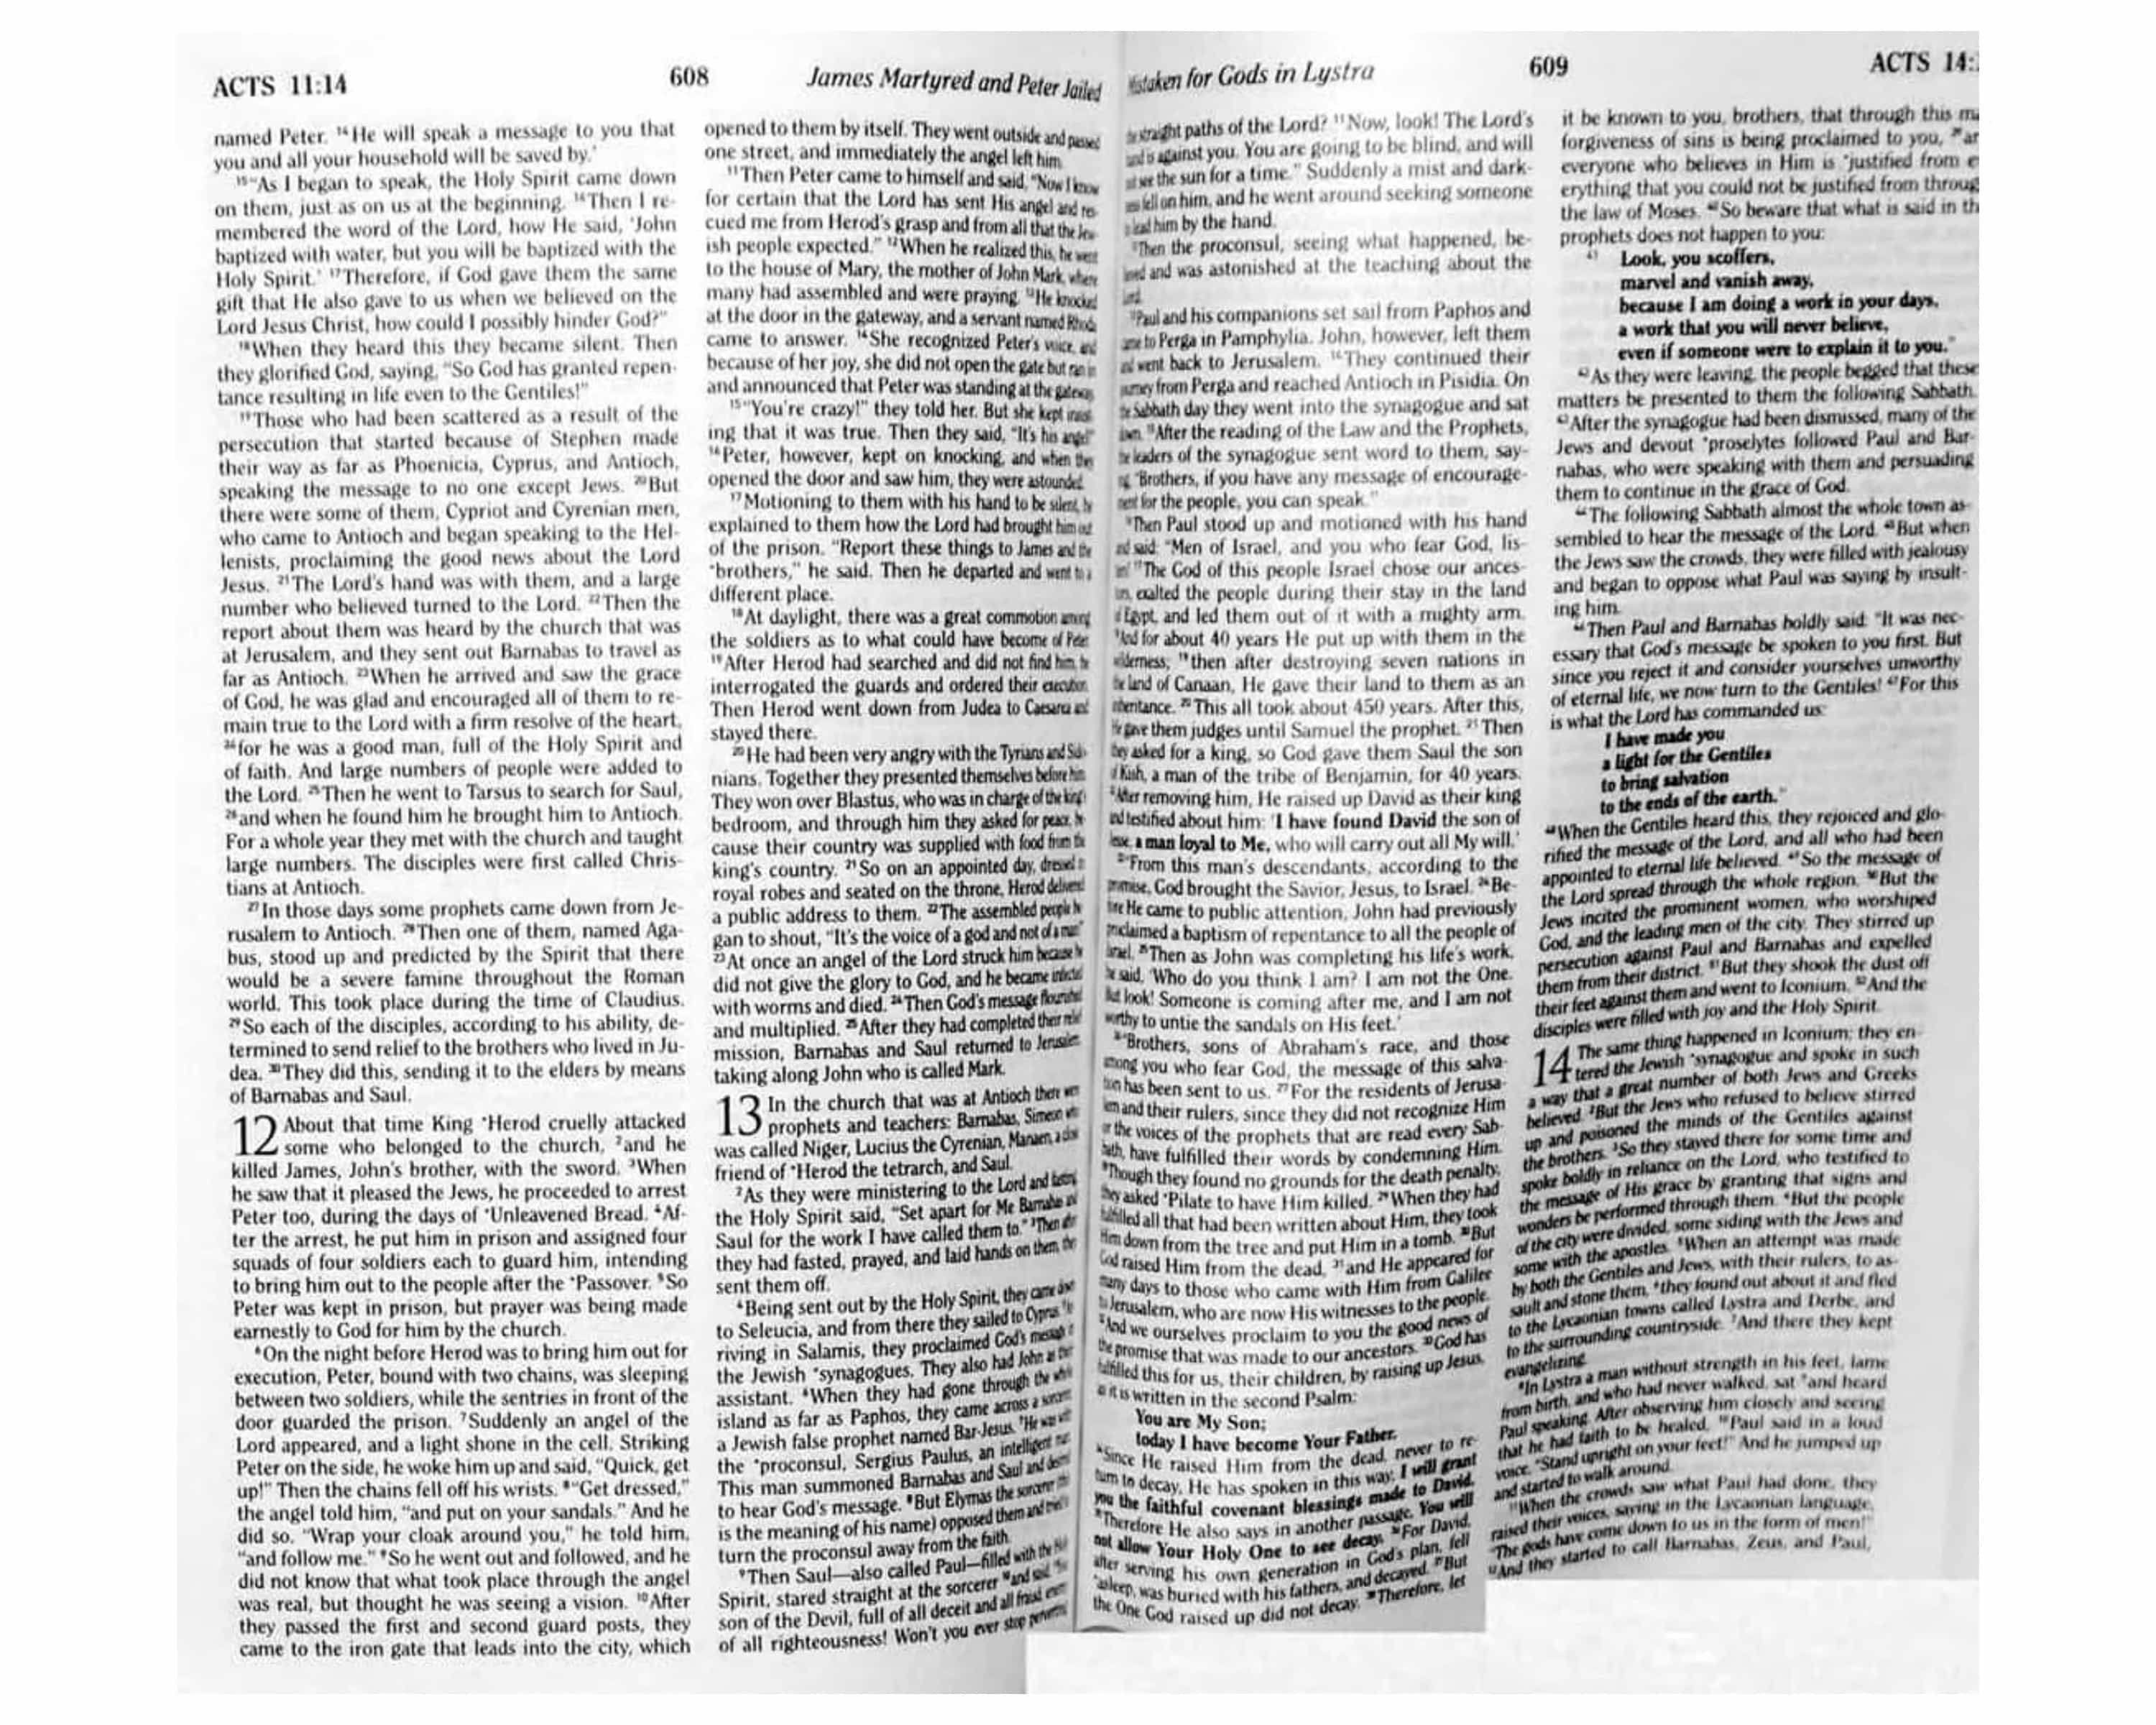 ACTS 11:14
608
James Martyred and Peter Jailed
named Peter. 14He will speak a message to you that
you and all your household will be saved by.'
15"As I began to speak, the Holy Spirit came down
on them, just as on us at the beginning. 16Then I re-
membered the word of the Lord, how He said, 'John
baptized with water, but you will be baptized with the
Holy Spirit.' 17Therefore, if God gave them the same
gift that He also gave to us when we believed on the
Lord Jesus Christ, how could I possibly hinder God?"
18When they heard this they became silent. Then
they glorified God, saying, "So God has granted repen-
tance resulting in life even to the Gentiles!"
19Those who had been scattered as a result of the
persecution that started because of Stephen made
their way as far as Phoenicia, Cyprus, and Antioch,
speaking the message to no one except Jews. 20But
there were some of them, Cypriot and Cyrenian men,
who came to Antioch and began speaking to the Hel-
lenists, proclaiming the good news about the Lord
Jesus. 21The Lord's hand was with them, and a large
number who believed turned to the Lord. 22Then the
report about them was heard by the church that was
at Jerusalem, and they sent out Barnabas to travel as
far as Antioch. 23When he arrived and saw the grace
of God, he was glad and encouraged all of them to re-
main true to the Lord with a firm resolve of the heart,
24for he was a good man, full of the Holy Spirit and
of faith. And large numbers of people were added to
the Lord. 25Then he went to Tarsus to search for Saul,
26and when he found him he brought him to Antioch.
For a whole year they met with the church and taught
large numbers. The disciples were first called Chris-
tians at Antioch.
27In those days some prophets came down from Je-
rusalem to Antioch. 28Then one of them, named Aga-
bus, stood up and predicted by the Spirit that there
would be a severe famine throughout the Roman
world. This took place during the time of Claudius.
29So each of the disciples, according to his ability, de-
termined to send relief to the brothers who lived in Ju-
dea. 30They did this, sending it to the elders by means
of Barnabas and Saul.
12 About that time King *Herod cruelly attacked
some who belonged to the church, 2and he
killed James, John's brother, with the sword. 3When
he saw that it pleased the Jews, he proceeded to arrest
Peter too, during the days of *Unleavened Bread. 4Af-
ter the arrest, he put him in prison and assigned four
squads of four soldiers each to guard him, intending
to bring him out to the people after the *Passover. 5So
Peter was kept in prison, but prayer was being made
earnestly to God for him by the church.
6On the night before Herod was to bring him out for
execution, Peter, bound with two chains, was sleeping
between two soldiers, while the sentries in front of the
door guarded the prison. 7Suddenly an angel of the
Lord appeared, and a light shone in the cell. Striking
Peter on the side, he woke him up and said, "Quick, get
up!" Then the chains fell off his wrists. 8"Get dressed,"
the angel told him, "and put on your sandals." And he
did so. "Wrap your cloak around you," he told him,
"and follow me." 9So he went out and followed, and he
did not know that what took place through the angel
was real, but thought he was seeing a vision. 10After
they passed the first and second guard posts, they
came to the iron gate that leads into the city, which
opened to them by itself. They went outside and passed
one street, and immediately the angel left him.
11Then Peter came to himself and said, "Now I know
for certain that the Lord has sent His angel and res-
cued me from Herod's grasp and from all that the Jew-
ish people expected." 12When he realized this, he went
to the house of Mary, the mother of John Mark, where
many had assembled and were praying. 13He knocked
at the door in the gateway, and a servant named Rhoda
came to answer. 14She recognized Peter's voice, and
because of her joy, she did not open the gate but ran in
and announced that Peter was standing at the gateway.
15"You're crazy!" they told her. But she kept insist-
ing that it was true. Then they said, "It's his angel!"
16Peter, however, kept on knocking, and when they
opened the door and saw him, they were astounded.
17Motioning to them with his hand to be silent, he
explained to them how the Lord had brought him out
of the prison. "Report these things to James and the
*brothers," he said. Then he departed and went to a
different place.
18At daylight, there was a great commotion among
the soldiers as to what could have become of Peter.
19After Herod had searched and did not find him, he
interrogated the guards and ordered their execution.
Then Herod went down from Judea to Caesarea and
stayed there.
20He had been very angry with the Tyrians and Sido-
nians. Together they presented themselves before him.
They won over Blastus, who was in charge of the king's
bedroom, and through him they asked for peace, be-
cause their country was supplied with food from the
king's country. 21So on an appointed day, dressed in
royal robes and seated on the throne, Herod delivered
a public address to them. 22The assembled people be-
gan to shout, "It's the voice of a god and not of a man!"
23At once an angel of the Lord struck him because he
did not give the glory to God, and he became infected
with worms and died. 24Then God's message flourished
and multiplied. 25After they had completed their relief
mission, Barnabas and Saul returned to Jerusalem,
taking along John who is called Mark.
13 In the church that was at Antioch there were
prophets and teachers: Barnabas, Simeon who
was called Niger, Lucius the Cyrenian, Manaen, a close
friend of *Herod the tetrarch, and Saul.
2As they were ministering to the Lord and fasting,
the Holy Spirit said, "Set apart for Me Barnabas and
Saul for the work I have called them to." 3Then after
they had fasted, prayed, and laid hands on them, they
sent them off.
4Being sent out by the Holy Spirit, they came down
to Seleucia, and from there they sailed to Cyprus. 5Ar-
riving in Salamis, they proclaimed God's message in
the Jewish *synagogues. They also had John as their
assistant. 6When they had gone through the whole
island as far as Paphos, they came across a sorcerer,
a Jewish false prophet named Bar-Jesus. 7He was with
the *proconsul, Sergius Paulus, an intelligent man.
This summoned Barnabas and Saul and desired
to hear God's message. 8But Elymas the sorcerer (this
is the meaning of his name) opposed them and tried to
turn the proconsul away from the faith.
9Then Saul—also called Paul—filled with the Holy
Spirit, stared straight at the sorcerer 10and said, "You
son of the Devil, full of all deceit and all fraud, enemy
of all righteousness! Won't you ever stop perverting
Mistaken for Gods in Lystra
609
ACTS 14:
the straight paths of the Lord? 11Now, look! The Lord's
hand is against you. You are going to be blind, and will
not see the sun for a time." Suddenly a mist and dark-
ness fell on him, and he went around seeking someone
to lead him by the hand.
12Then the proconsul, seeing what happened, be-
lieved and was astonished at the teaching about the
Lord.
13Paul and his companions set sail from Paphos and
came to Perga in Pamphylia. John, however, left them
and went back to Jerusalem. 14They continued their
journey from Perga and reached Antioch in Pisidia. On
the Sabbath day they went into the synagogue and sat
down. 15After the reading of the Law and the Prophets,
the leaders of the synagogue sent word to them, say-
ing, "Brothers, if you have any message of encourage-
ment for the people, you can speak."
16Then Paul stood up and motioned with his hand
and said: "Men of Israel, and you who fear God, lis-
ten! 17The God of this people Israel chose our ances-
tors, exalted the people during their stay in the land
of Egypt, and led them out of it with a mighty arm.
18And for about 40 years He put up with them in the
wilderness; 19then after destroying seven nations in
the land of Canaan, He gave their land to them as an
inheritance. 20This all took about 450 years. After this,
He gave them judges until Samuel the prophet. 21Then
they asked for a king, so God gave them Saul the son
of Kish, a man of the tribe of Benjamin, for 40 years.
22After removing him, He raised up David as their king
and testified about him: 'I have found David the son of
Jesse, a man loyal to Me, who will carry out all My will.'
23"From this man's descendants, according to the
promise, God brought the Savior, Jesus, to Israel. 24Be-
fore He came to public attention, John had previously
proclaimed a baptism of repentance to all the people of
Israel. 25Then as John was completing his life's work,
he said, 'Who do you think I am? I am not the One.
But look! Someone is coming after me, and I am not
worthy to untie the sandals on His feet.'
26"Brothers, sons of Abraham's race, and those
among you who fear God, the message of this salva-
tion has been sent to us. 27For the residents of Jerusa-
lem and their rulers, since they did not recognize Him
or the voices of the prophets that are read every Sab-
bath, have fulfilled their words by condemning Him.
28Though they found no grounds for the death penalty,
they asked *Pilate to have Him killed. 29When they had
fulfilled all that had been written about Him, they took
Him down from the tree and put Him in a tomb. 30But
God raised Him from the dead, 31and He appeared for
many days to those who came with Him from Galilee
to Jerusalem, who are now His witnesses to the people.
32And we ourselves proclaim to you the good news of
the promise that was made to our ancestors. 33God has
fulfilled this for us, their children, by raising up Jesus,
as it is written in the second Psalm:
You are My Son;
today I have become Your Father.
34Since He raised Him from the dead, never to re-
turn to decay, He has spoken in this way, I will grant
you the faithful covenant blessings made to David.
35Therefore He also says in another passage, You will
not allow Your Holy One to see decay. 36For David,
after serving his own generation in God's plan, fell
*asleep, was buried with his fathers, and decayed. 37But
the One God raised up did not decay. 38Therefore, let
it be known to you, brothers, that through this ma
forgiveness of sins is being proclaimed to you, 39an
everyone who believes in Him is *justified from e
erything that you could not be justified from throug
the law of Moses. 40So beware that what is said in th
prophets does not happen to you:
41 Look, you scoffers,
marvel and vanish away,
because I am doing a work in your days,
a work that you will never believe,
even if someone were to explain it to you."
42As they were leaving, the people begged that these
matters be presented to them the following Sabbath.
43After the synagogue had been dismissed, many of the
Jews and devout *proselytes followed Paul and Bar-
nabas, who were speaking with them and persuading
them to continue in the grace of God.
44The following Sabbath almost the whole town as-
sembled to hear the message of the Lord. 45But when
the Jews saw the crowds, they were filled with jealousy
and began to oppose what Paul was saying by insult-
ing him.
46Then Paul and Barnabas boldly said: "It was nec-
essary that God's message be spoken to you first. But
since you reject it and consider yourselves unworthy
of eternal life, we now turn to the Gentiles! 47For this
is what the Lord has commanded us:
I have made you
a light for the Gentiles
to bring salvation
to the ends of the earth."
48When the Gentiles heard this, they rejoiced and glo-
rified the message of the Lord, and all who had been
appointed to eternal life believed. 49So the message of
the Lord spread through the whole region. 50But the
Jews incited the prominent women, who worshiped
God, and the leading men of the city. They stirred up
persecution against Paul and Barnabas and expelled
them from their district. 51But they shook the dust off
their feet against them and went to Iconium. 52And the
disciples were filled with joy and the Holy Spirit.
14 The same thing happened in Iconium; they en-
tered the Jewish *synagogue and spoke in such
a way that a great number of both Jews and Greeks
believed. 2But the Jews who refused to believe stirred
up and poisoned the minds of the Gentiles against
the brothers. 3So they stayed there for some time and
spoke boldly in reliance on the Lord, who testified to
the message of His grace by granting that signs and
wonders be performed through them. 4But the people
of the city were divided, some siding with the Jews and
some with the apostles. 5When an attempt was made
by both the Gentiles and Jews, with their rulers, to as-
sault and stone them, 6they found out about it and fled
to the Lycaonian towns called Lystra and Derbe, and
to the surrounding countryside. 7And there they kept
evangelizing.
8In Lystra a man without strength in his feet, lame
from birth, and who had never walked, sat 9and heard
Paul speaking. After observing him closely and seeing
that he had faith to be healed, 10Paul said in a loud
voice, "Stand upright on your feet!" And he jumped up
and started to walk around.
11When the crowds saw what Paul had done, they
raised their voices, saying in the Lycaonian language,
"The gods have come down to us in the form of men!"
12And they started to call Barnabas, Zeus, and Paul,